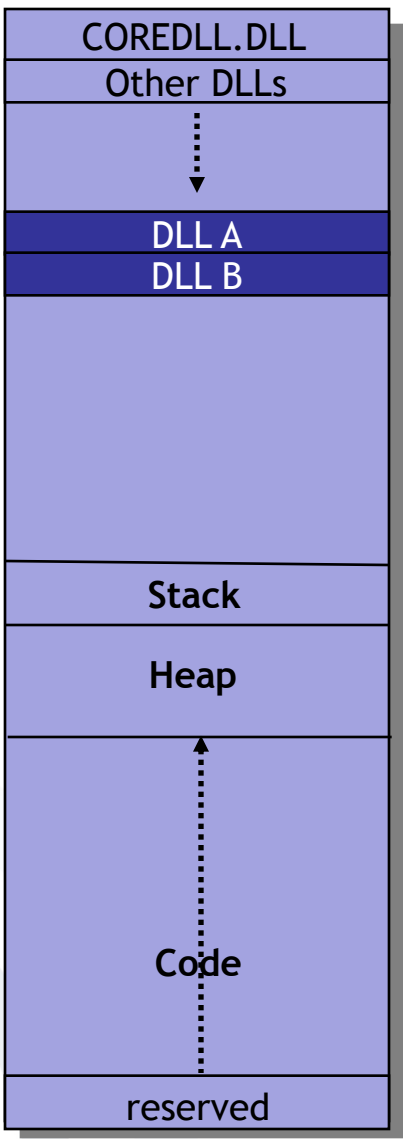 COREDLL.DLL
Other DLLs
DLL A
DLL B
Stack
Heap
Code
reserved